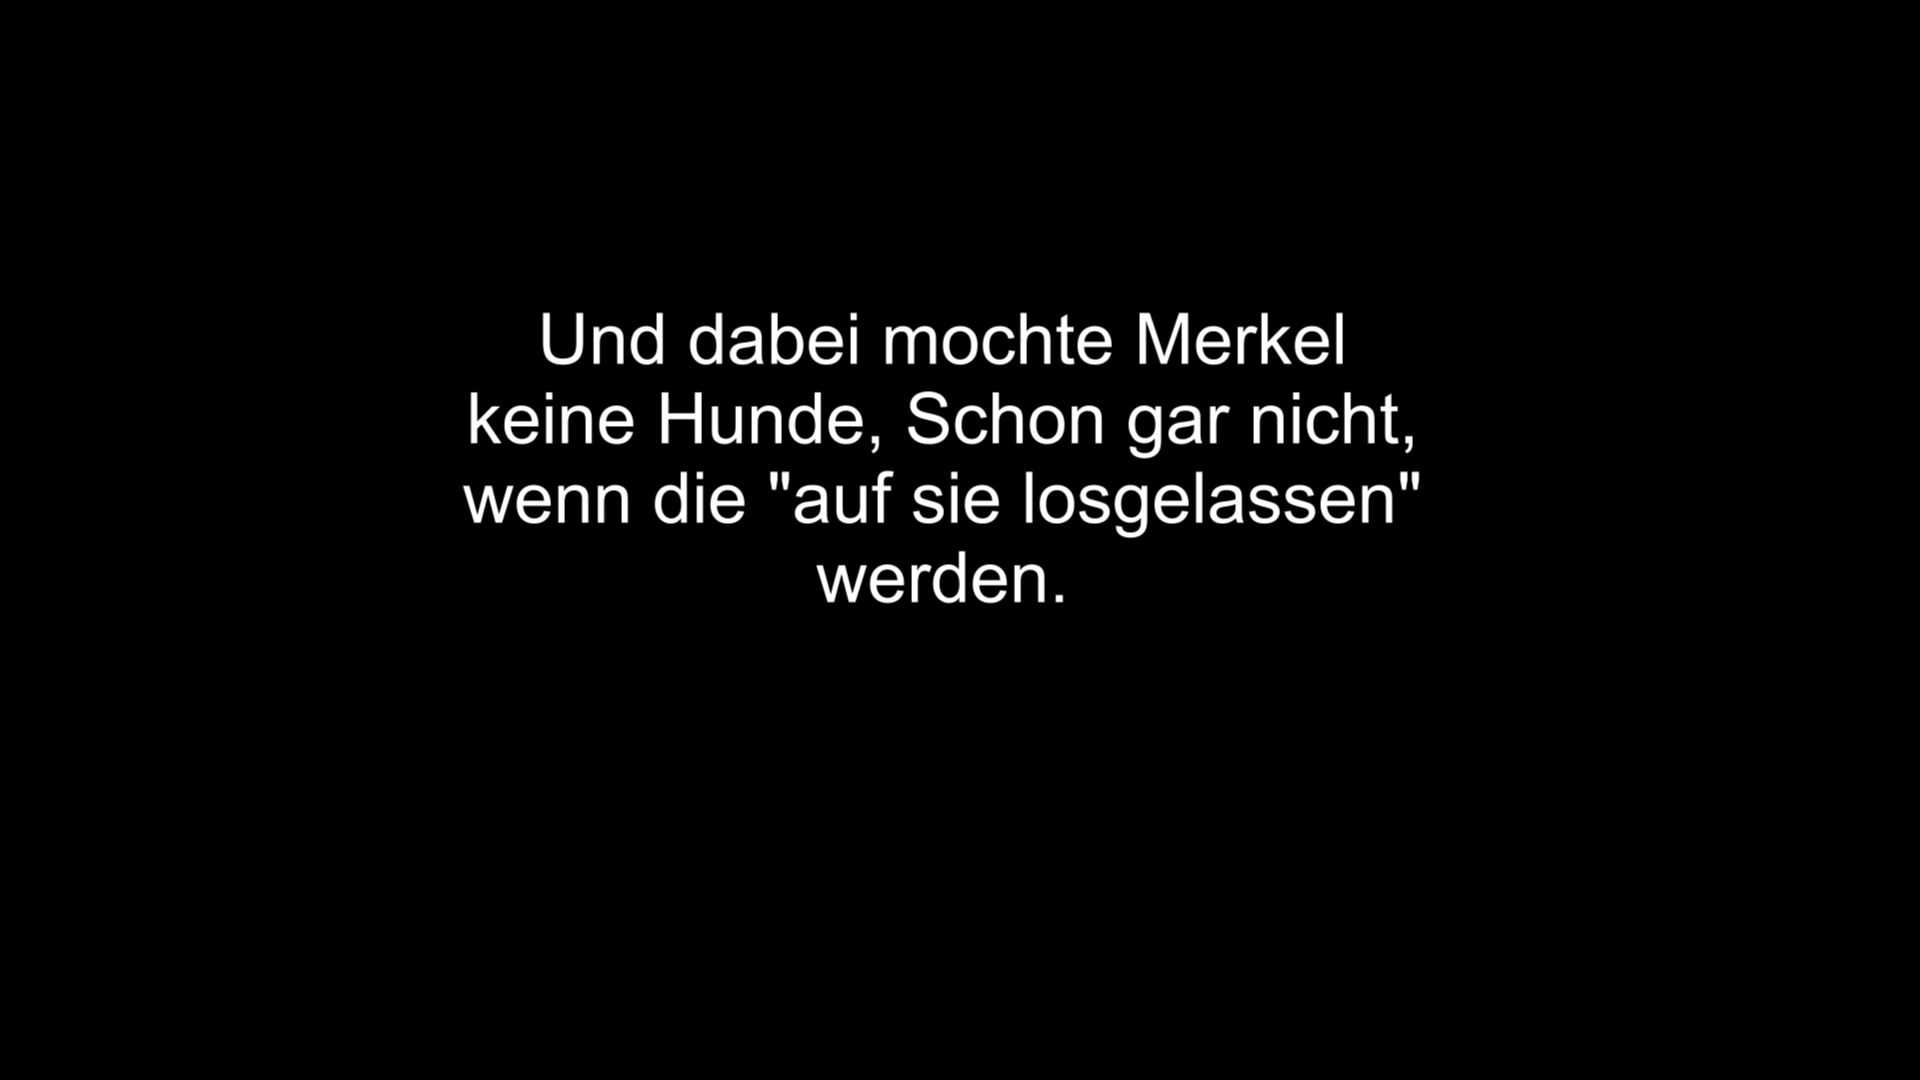 Und dabei mochte Merkel
keine Hunde, Schon gar nicht,
wenn die "auf sie losgelassen"
werden.